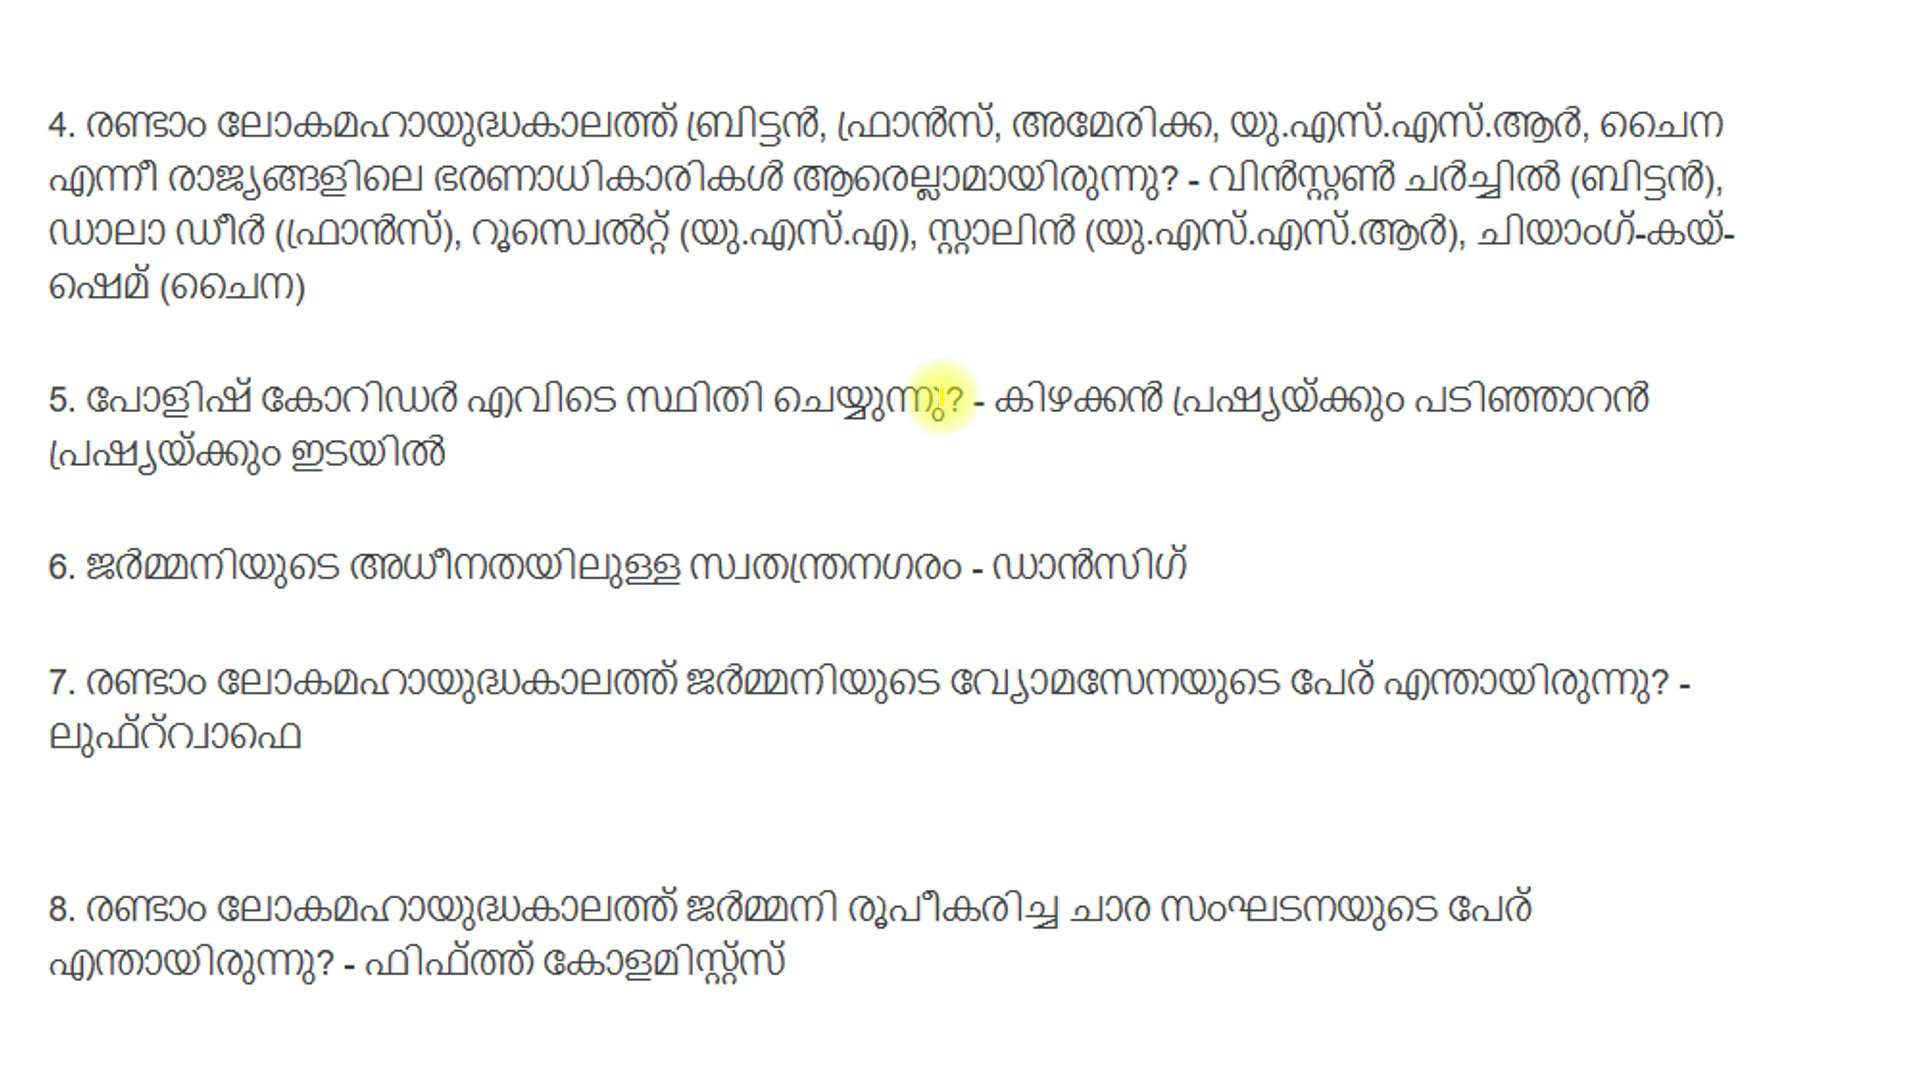 4. രണ്ടാം ലോകമഹായുദ്ധകാലത്ത് ബ്രിട്ടൻ, ഫ്രാൻസ്, അമേരിക്ക, യു.എസ്.എസ്.ആർ, ചൈന
എന്നീ രാജ്യങ്ങളിലെ ഭരണാധികാരികൾ ആരെല്ലാമായിരുന്നു? - വിൻസ്റ്റൺ ചർച്ചിൽ (ബിട്ടൻ),
ഡാലാ ഡീർ (ഫ്രാൻസ്), റൂസ്വെൽറ്റ് (യു.എസ്.എ), സ്റ്റാലിൻ (യു.എസ്.എസ്.ആർ), ചിയാംഗ്-കയ്-
ഷെമ് (ചൈന)
5. പോളിഷ് കോറിഡർ എവിടെ സ്ഥിതി ചെയ്യുന്നു? - കിഴക്കൻ പ്രഷ്യയ്ക്കും പടിഞ്ഞാറൻ
പ്രഷ്യയ്ക്കും ഇടയിൽ
6. ജർമ്മനിയുടെ അധീനതയിലുള്ള സ്വതന്ത്രനഗരം - ഡാൻസിഗ്
7. രണ്ടാം ലോകമഹായുദ്ധകാലത്ത് ജർമ്മനിയുടെ വ്യോമസേനയുടെ പേര് എന്തായിരുന്നു? -
ലുഫ്റ്വാഫെ
8. രണ്ടാം ലോകമഹായുദ്ധകാലത്ത് ജർമ്മനി രൂപീകരിച്ച ചാര സംഘടനയുടെ പേര്
എന്തായിരുന്നു? - ഫിഫ്ത്ത് കോളമിസ്റ്റ്സ്